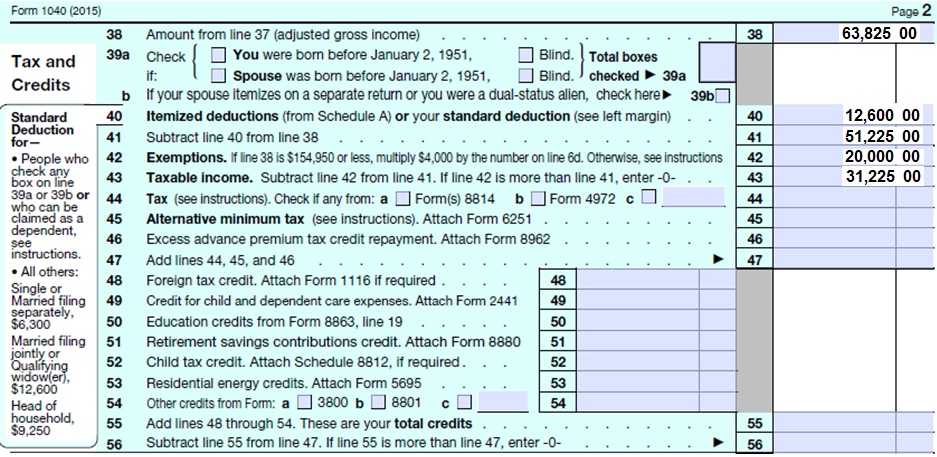 Form 1040 (2015) Page 2
38 Amount from line 37 (adjusted gross income) . . . . . . . . . . . . . . 38 63,825 00
Tax and Credits
39a Check if: { You were born before January 2, 1951, Blind. } Total boxes
Spouse was born before January 2, 1951, Blind. checked ▶ 39a
b If your spouse itemizes on a separate return or you were a dual-status alien, check here ▶ 39b
Standard
Deduction
for—
• People who
check any
box on line
39a or 39b or
who can be
claimed as a
dependent,
see
instructions.
• All others:
Single or
Married filing
separately,
$6,300
Married filing
jointly or
Qualifying
widow(er),
$12,600
Head of
household,
$9,250
40 Itemized deductions (from Schedule A) or your standard deduction (see left margin) . . 40 12,600 00
41 Subtract line 40 from line 38 . . . . . . . . . . . . . . . . . . . 41 51,225 00
42 Exemptions. If line 38 is $154,950 or less, multiply $4,000 by the number on line 6d. Otherwise, see instructions 42 20,000 00
43 Taxable income. Subtract line 42 from line 41. If line 42 is more than line 41, enter -0- . . 43 31,225 00
44 Tax (see instructions). Check if any from: a Form(s) 8814 b Form 4972 c 44
45 Alternative minimum tax (see instructions). Attach Form 6251 . . . . . . . . . 45
46 Excess advance premium tax credit repayment. Attach Form 8962 . . . . . . . . 46
47 Add lines 44, 45, and 46 . . . . . . . . . . . . . . . . . . . ▶ 47
48 Foreign tax credit. Attach Form 1116 if required . . . . 48
49 Credit for child and dependent care expenses. Attach Form 2441 49
50 Education credits from Form 8863, line 19 . . . . . 50
51 Retirement savings contributions credit. Attach Form 8880 51
52 Child tax credit. Attach Schedule 8812, if required . . . 52
53 Residential energy credits. Attach Form 5695 . . . . 53
54 Other credits from Form: a 3800 b 8801 c 54
55 Add lines 48 through 54. These are your total credits . . . . . . . . . . . . 55
56 Subtract line 55 from line 47. If line 55 is more than line 47, enter -0- . . . . . . ▶ 56